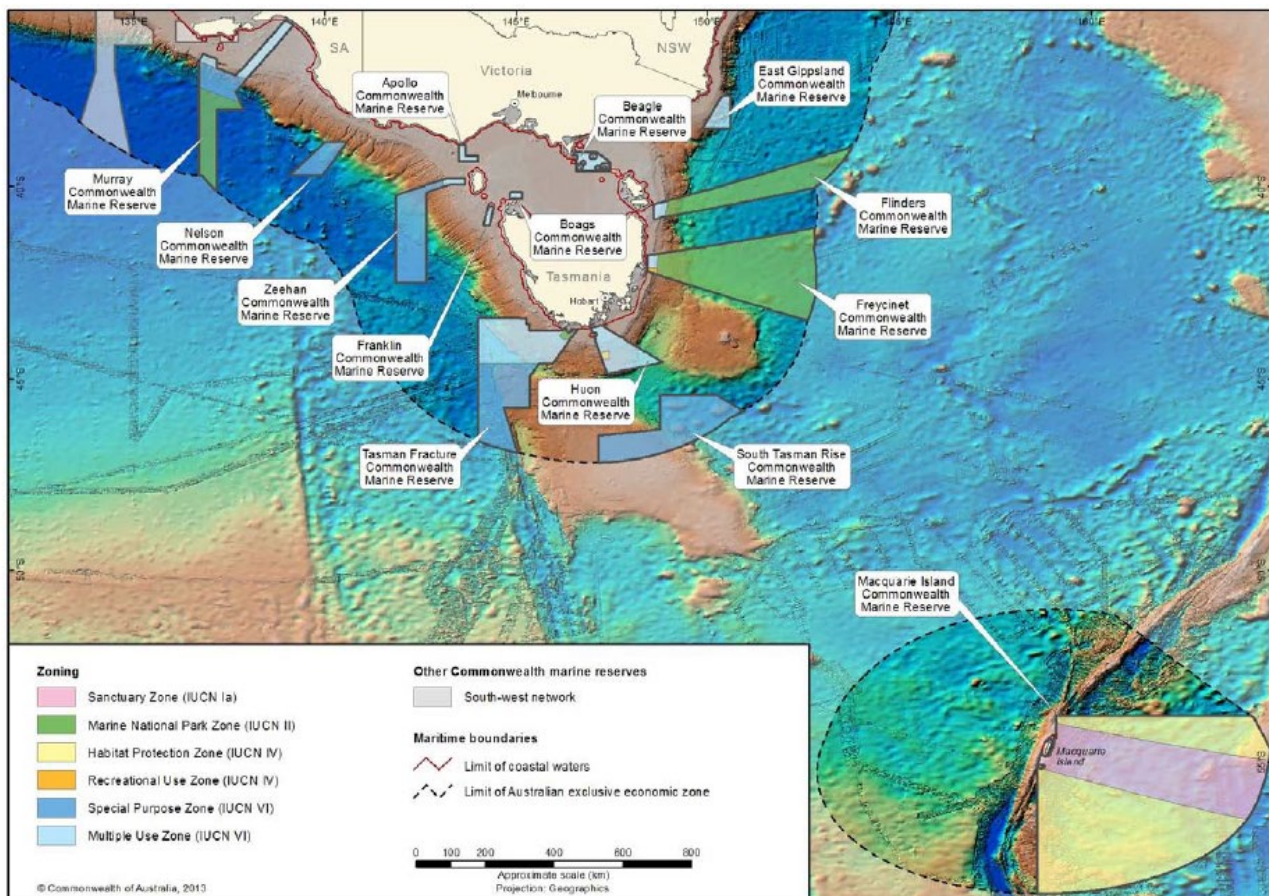 135°E
140°E
145°E
150°E
160°E
SA
NSW
Victoria
Melbourne
Apollo
Commonwealth
Marine Reserve
Beagle
Commonwealth
Marine Reserve
East Gippsland
Commonwealth
Marine Reserve
Murray
Commonwealth
Marine Reserve
40°S
40°S
Nelson
Commonwealth
Marine Reserve
Boags
Commonwealth
Marine Reserve
Flinders
Commonwealth
Marine Reserve
Zeehan
Commonwealth
Marine Reserve
Tasmania
Hobart
Freycinet
Commonwealth
Marine Reserve
Franklin
Commonwealth
Marine Reserve
45°S
45°S
Huon
Commonwealth
Marine Reserve
Tasman Fracture
Commonwealth
Marine Reserve
South Tasman Rise
Commonwealth
Marine Reserve
50°S
50°S
Macquarie Island
Commonwealth
Marine Reserve
Macquarie
Island
55°S
Zoning
Sanctuary Zone (IUCN Ia)
Marine National Park Zone (IUCN II)
Habitat Protection Zone (IUCN IV)
Recreational Use Zone (IUCN IV)
Special Purpose Zone (IUCN VI)
Multiple Use Zone (IUCN VI)
© Commonwealth of Australia, 2013
Other Commonwealth marine reserves
South-west network
Maritime boundaries
Limit of coastal waters
Limit of Australian exclusive economic zone
0 100 200 400 600 800
Approximate scale (km)
Projection: Geographics